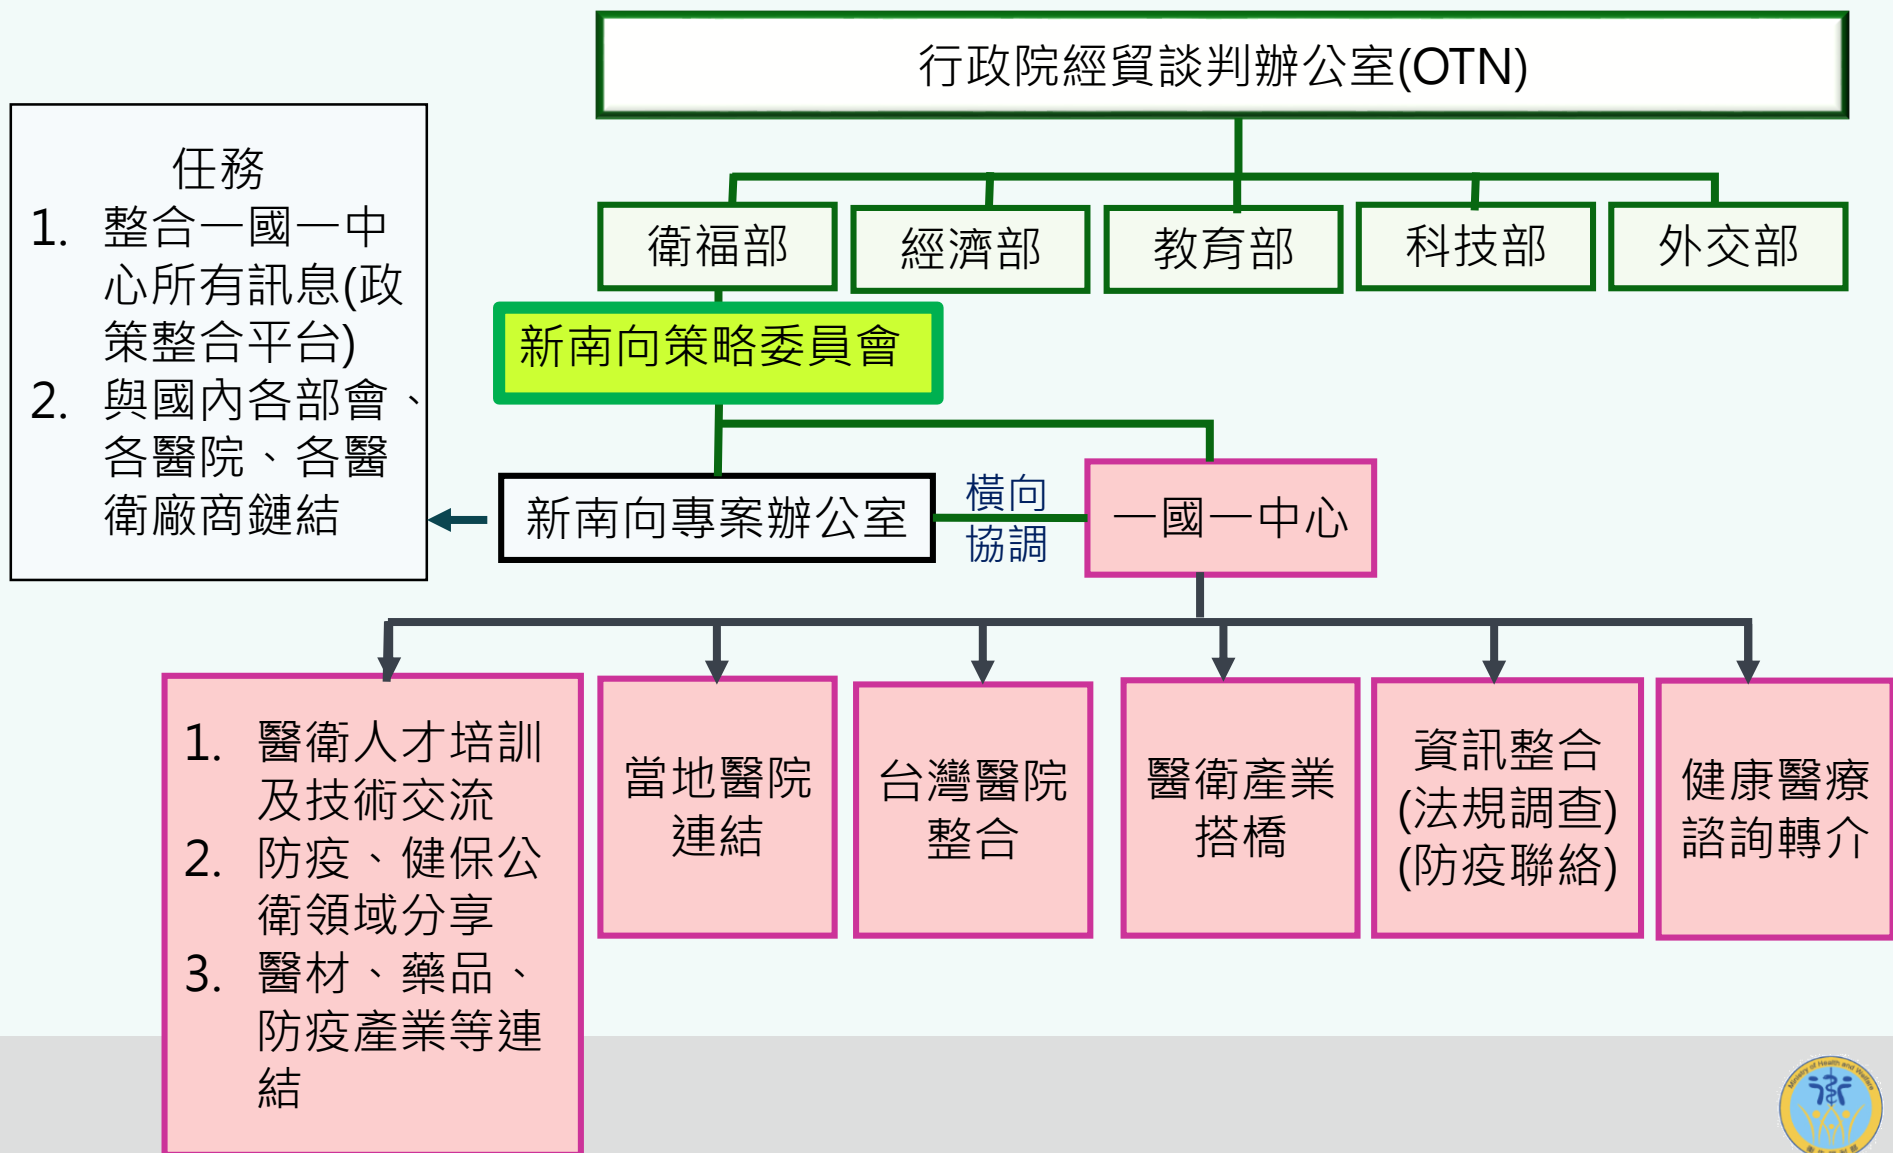 行政院經貿談判辦公室(OTN)
任務
1. 整合一國一中
心所有訊息(政
策整合平台)
2. 與國內各部會、
各醫院、各醫
衛廠商鏈結
衛福部
經濟部
教育部
科技部
外交部
新南向策略委員會
新南向專案辦公室
橫向
協調
一國一中心
1. 醫衛人才培訓
及技術交流
2. 防疫、健保公
衛領域分享
3. 醫材、藥品、
防疫產業等連
結
當地醫院
連結
台灣醫院
整合
醫衛產業
搭橋
資訊整合
(法規調查)
(防疫聯絡)
健康醫療
諮詢轉介
Ministry of Health and Welfare